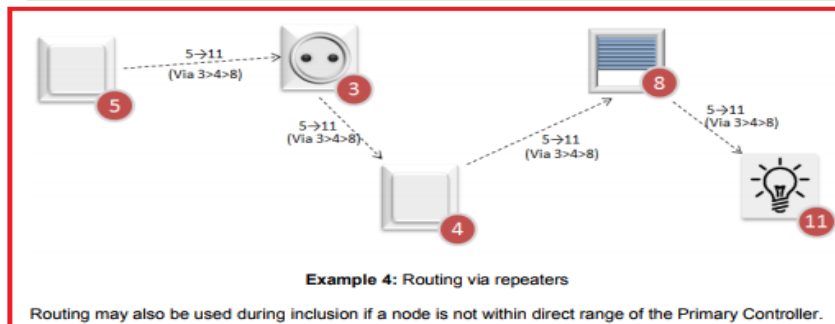 5→11
(Via 3>4>8)
5
3
5→11
(Via 3>4>8)
4
5→11
(Via 3>4>8)
8
5→11
(Via 3>4>8)
11
Example 4: Routing via repeaters
Routing may also be used during inclusion if a node is not within direct range of the Primary Controller.